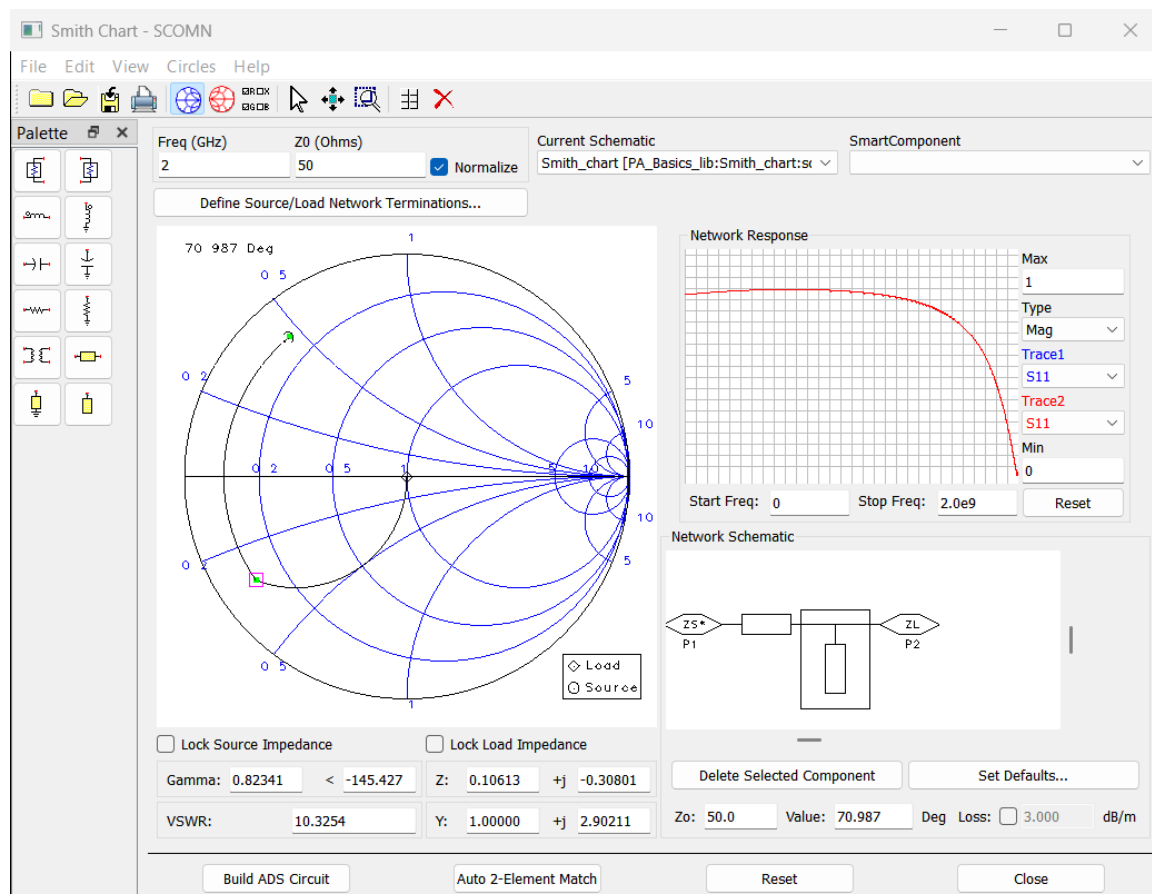 Smith Chart - SCOMN
File Edit View Circles Help
Palette
Freq (GHz)
Z0 (Ohms)
Current Schematic
SmartComponent
2
50
Normalize
Smith_chart [PA_Basics_lib:Smith_chart:sc
Define Source/Load Network Terminations...
70 987 Deg
1
0 5
0 2
5
10
0 2
0 5
1
5
10
10
5
0 2
0 5
1
Load
Source
Network Response
Max
1
Type
Mag
Trace1
S11
Trace2
S11
Min
0
Start Freq: 0
Stop Freq: 2.0e9
Reset
Network Schematic
ZS*
P1
ZL
P2
Lock Source Impedance
Lock Load Impedance
Gamma: 0.82341 < -145.427
Z: 0.10613 +j -0.30801
VSWR: 10.3254
Y: 1.00000 +j 2.90211
Delete Selected Component
Set Defaults...
Zo: 50.0 Value: 70.987 Deg Loss: 3.000 dB/m
Build ADS Circuit
Auto 2-Element Match
Reset
Close